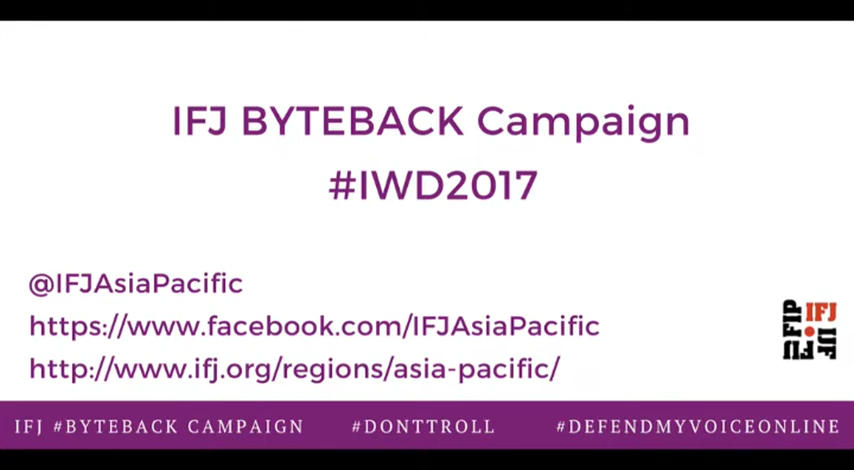 IFJ BYTEBACK Campaign
#IWD2017
@IFJAsiaPacific
https://www.facebook.com/IFJAsiaPacific
http://www.ifj.org/regions/asia-pacific/
FIP IFJ
IFJ #BYTEBACK CAMPAIGN #DONTTROLL #DEFENDMYVOICEONLINE